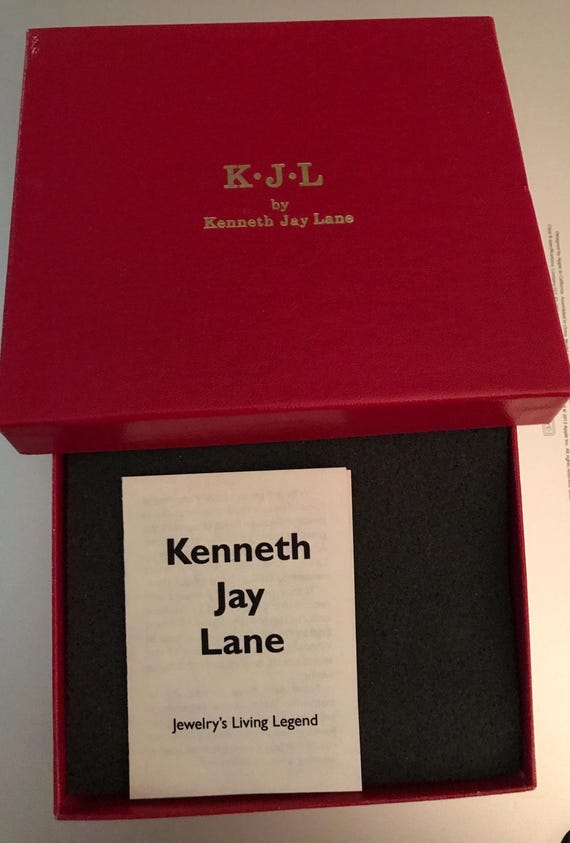 K·J·L
by
Kenneth Jay Lane
Kenneth
Jay
Lane
Jewelry's Living Legend